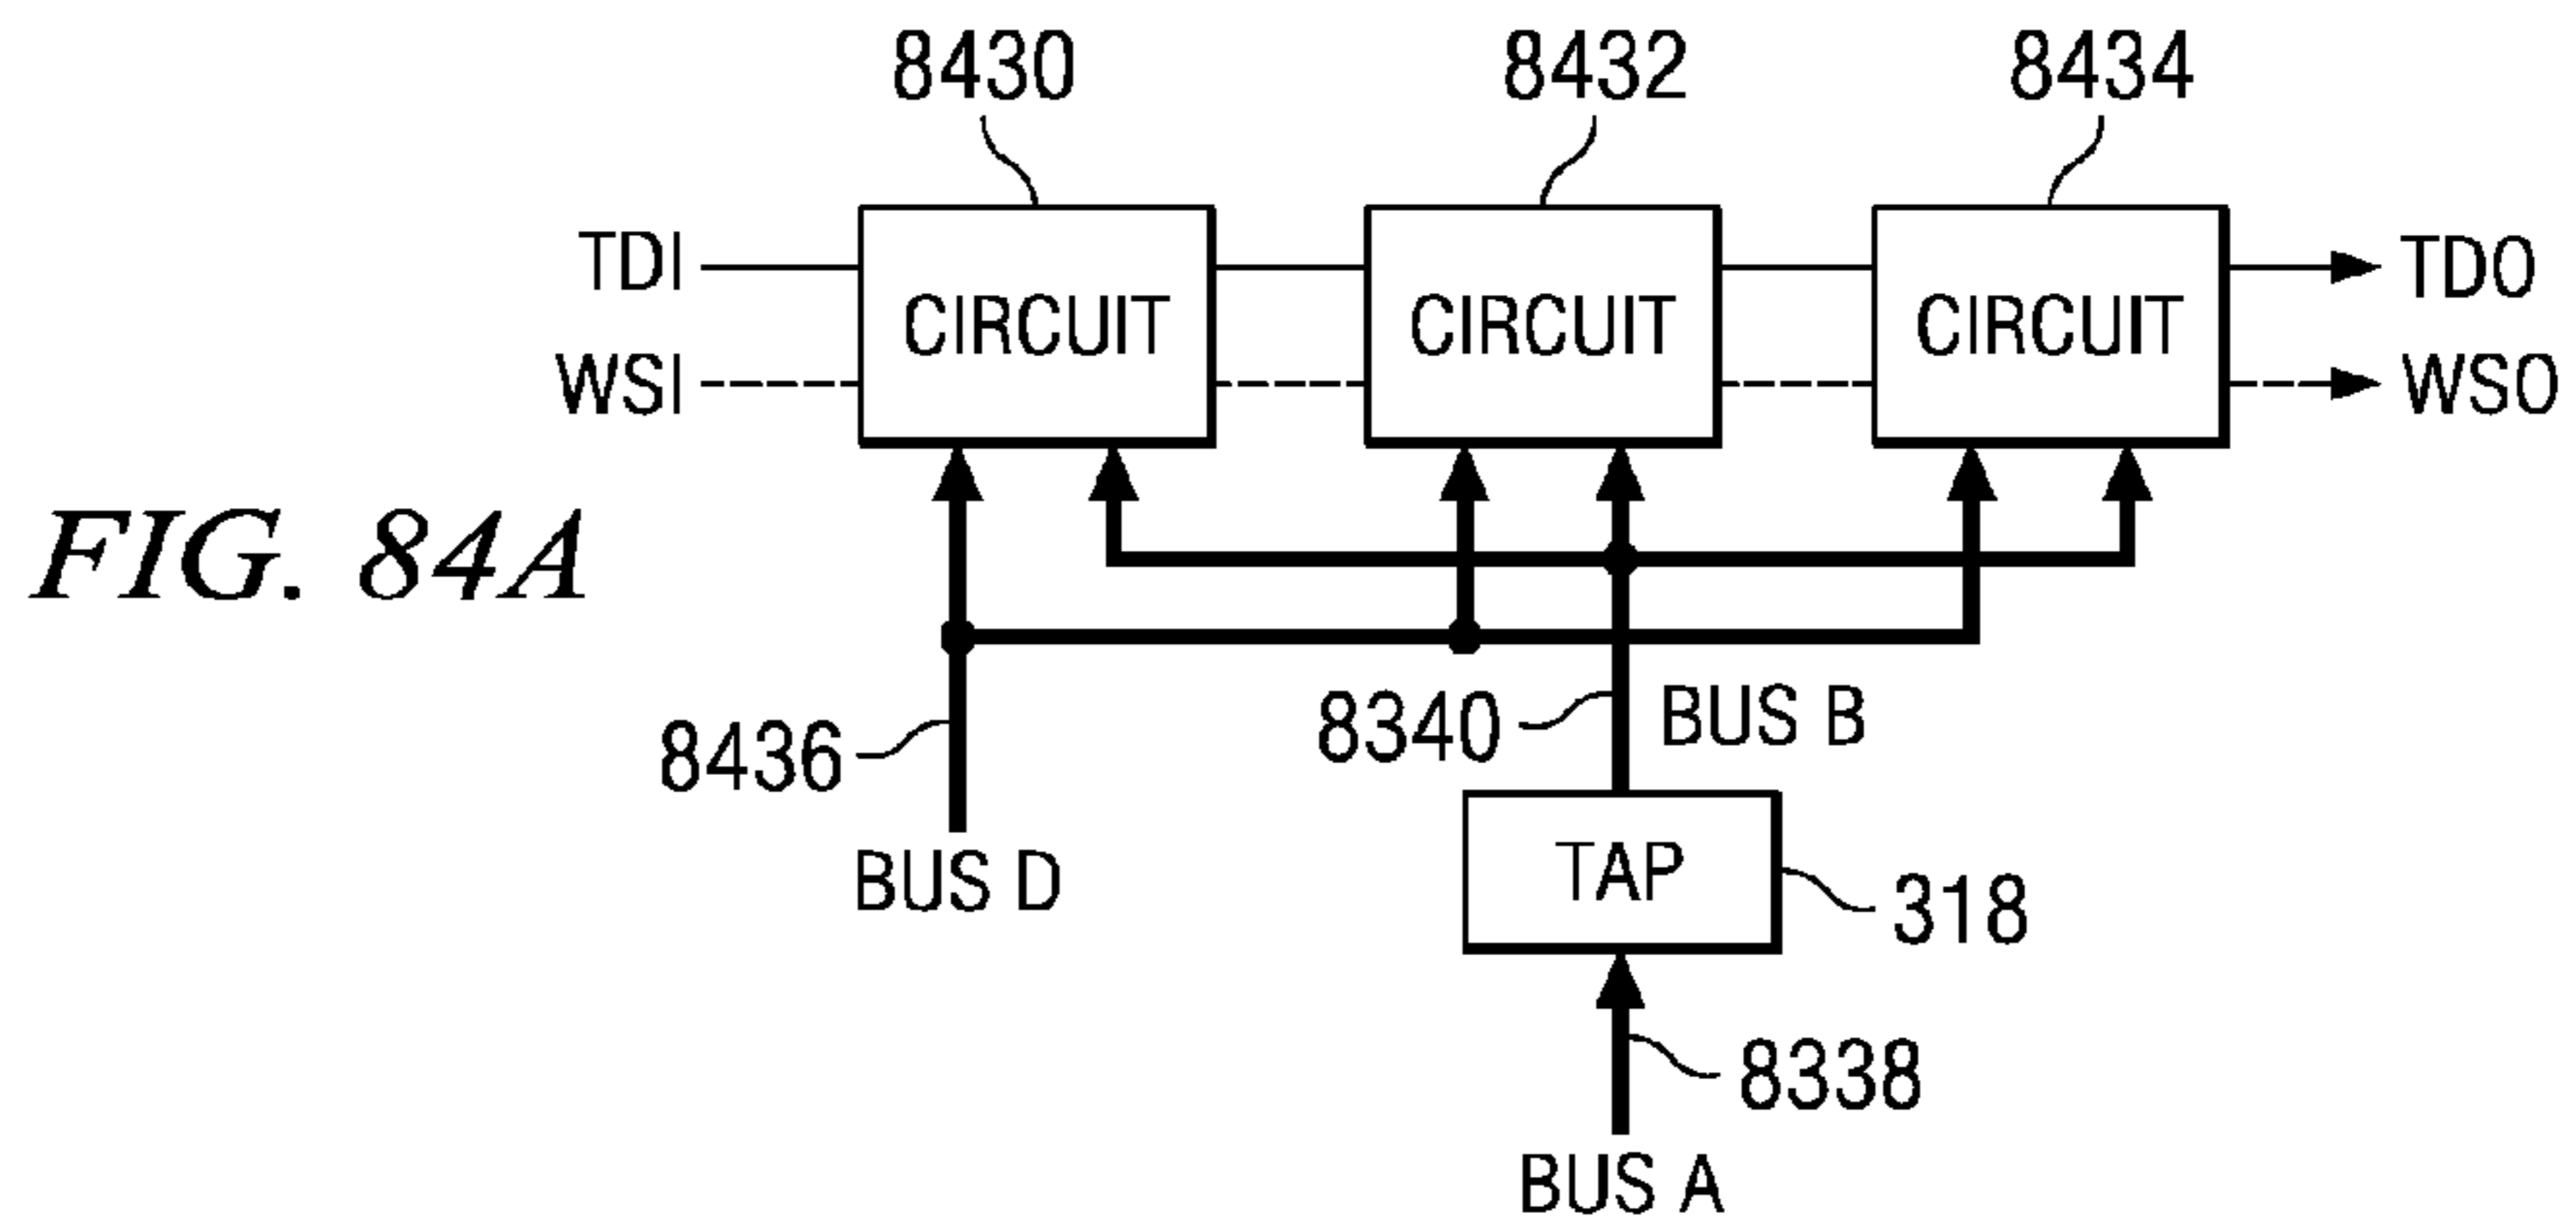 8430 8432 8434
TDI CIRCUIT CIRCUIT CIRCUIT TDO
WSI WSO
FIG. 84A
8436 8340 BUS B
BUS D TAP 318
8338
BUS A